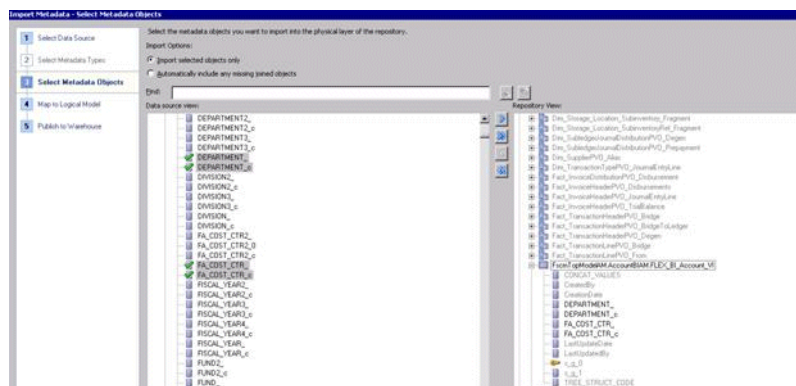 Import Metadata - Select Metadata Objects
1 Select Data Source
2 Select Metadata Types
3 Select Metadata Objects
4 Map to Logical Model
5 Publish to Warehouse
Select the metadata objects you want to import into the physical layer of the repository.
Import Options:
Import selected objects only
Automatically include any missing joined objects
Find:
Data source view:
DEPARTMENT2_
DEPARTMENT2_c
DEPARTMENT3_
DEPARTMENT3_c
DEPARTMENT_
DEPARTMENT_c
DIVISION2_
DIVISION2_c
DIVISION3_
DIVISION3_c
DIVISION_
DIVISION_c
FA_COST_CTR2_
FA_COST_CTR2_0
FA_COST_CTR2_c
FA_COST_CTR_
FA_COST_CTR_c
FISCAL_YEAR2_
FISCAL_YEAR2_c
FISCAL_YEAR3_
FISCAL_YEAR3_c
FISCAL_YEAR4_
FISCAL_YEAR4_c
FISCAL_YEAR_
FISCAL_YEAR_c
FUND2_
FUND2_c
FUND_
Repository View:
Dim_Storage_Location_Subinventory_Fragment
Dim_Storage_Location_SubinventoryRef_Fragment
Dim_SubledgerJournalDistributionPVO_Degen
Dim_SubledgerJournalDistributionPVO_Prepayment
Dim_SupplierPVO_Alias
Dim_TransactionTypePVO_JournalEntryLine
Fact_InvoiceDistributionPVO_Disbursement
Fact_InvoiceHeaderPVO_Disbursements
Fact_InvoiceHeaderPVO_JournalEntryLine
Fact_InvoiceHeaderPVO_TrialBalance
Fact_TransactionHeaderPVO_Bridge
Fact_TransactionHeaderPVO_BridgeToLedger
Fact_TransactionHeaderPVO_Degen
Fact_TransactionLinePVO_Bridge
Fact_TransactionLinePVO_From
FscmTopModelAM.AccountBIAM.FLEX_BI_Account_VI
CONCAT_VALUES
CreatedBy
CreationDate
DEPARTMENT_
DEPARTMENT_c
FA_COST_CTR_
FA_COST_CTR_c
LastUpdateDate
LastUpdatedBy
s_g_0
s_g_1
TREE_STRUCT_CODE